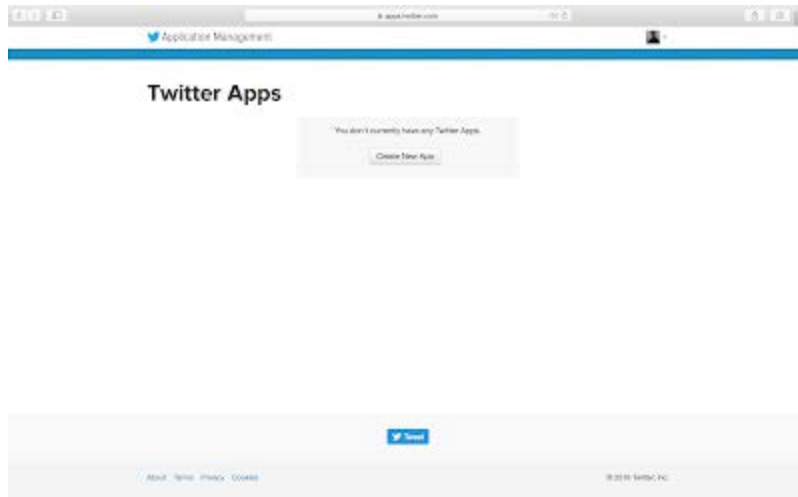 apps.twitter.com
Application Management
Twitter Apps
You don't currently have any Twitter Apps.
Create New App
Tweet
About Terms Privacy Cookies
Twitter, Inc.